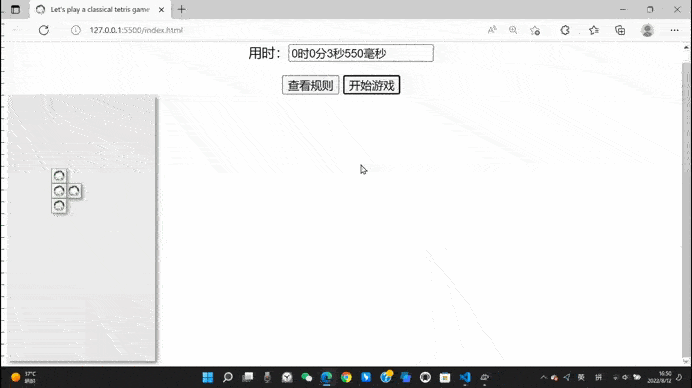 Let's play a classical tetris game
127.0.0.1:5500/index.html
用时：0时0分3秒550毫秒
查看规则 开始游戏
37°C
英 拼
16:50
2022/8/12